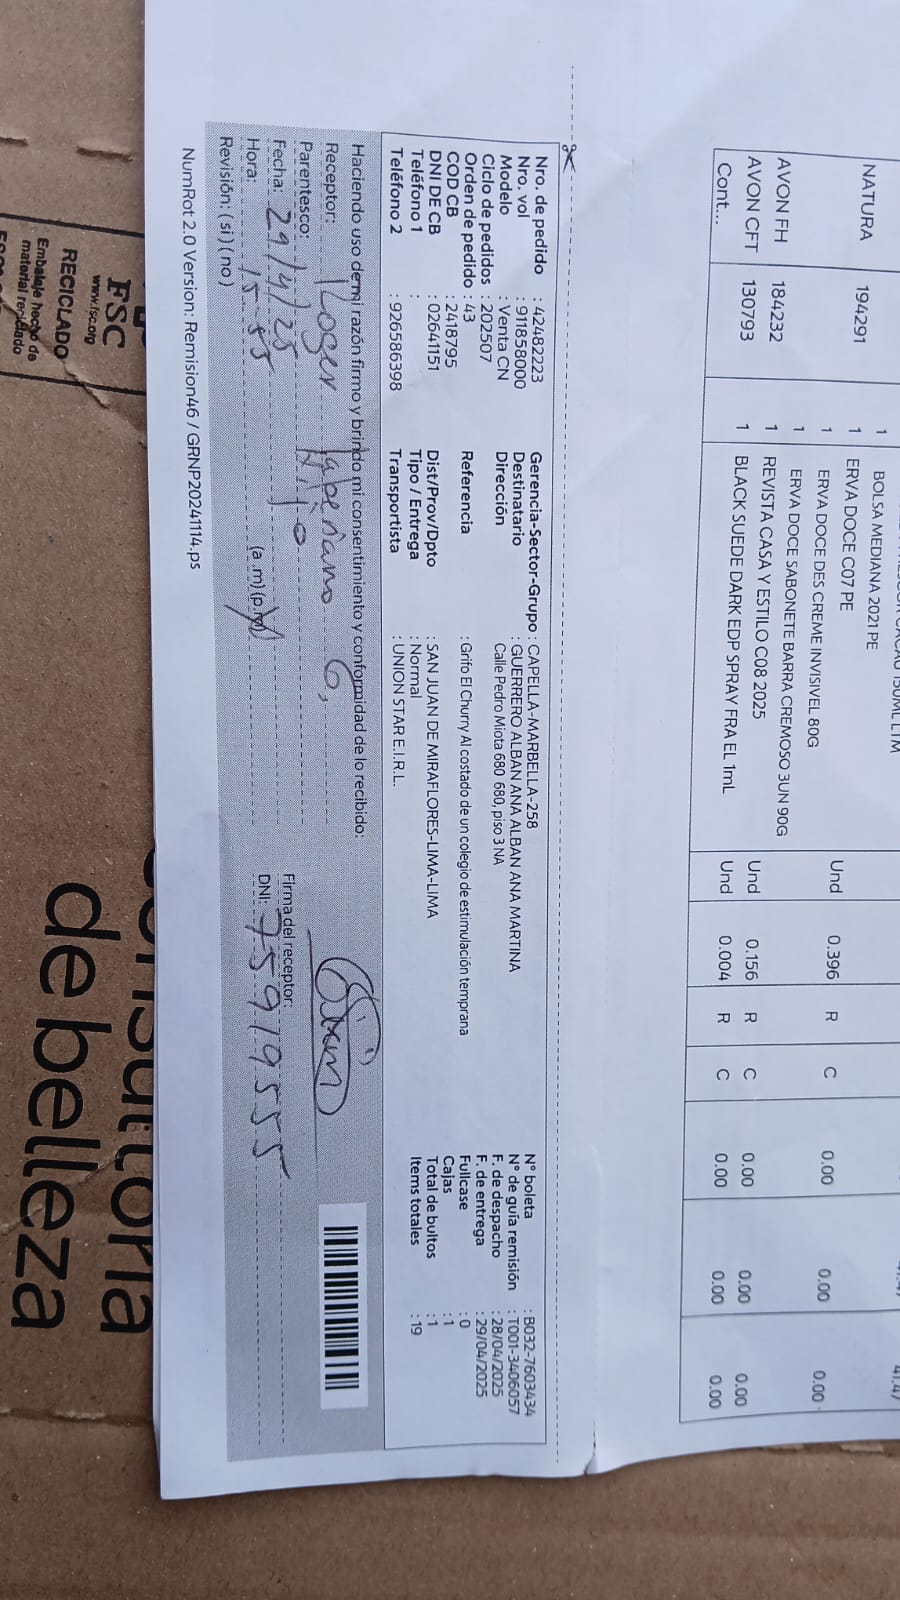 BOLSA MEDIANA 2021 PE
1
NATURA 194291 1 ERVA DOCE C07 PE
1 ERVA DOCE DES CREME INVISIVEL 80G Und 0.396 R C 0.00 0.00 0.00
1 ERVA DOCE SABONETE BARRA CREMOSO 3UN 90G
AVON FH 184232 1 REVISTA CASA Y ESTILO C08 2025 Und 0.156 R C 0.00 0.00 0.00
AVON CFT 130793 1 BLACK SUEDE DARK EDP SPRAY FRA EL 1mL Und 0.004 R C 0.00 0.00 0.00
Cont...
Nro. de pedido : 42482223 Gerencia-Sector-Grupo : CAPELLA-MARBELLA-258 N° boleta : B032-7603434
Nro. vol : 911658000 Destinatario : GUERRERO ALBAN ANA ALBAN ANA MARTINA N° de guía remisión : T001-3406057
Modelo : Venta CN Dirección Calle Pedro Miota 680 680, piso 3 NA F. de despacho : 28/04/2025
Ciclo de pedidos : 202507 F. de entrega : 29/04/2025
Orden de pedido : 43 Referencia : Grifo El Churry Al costado de un colegio de estimulación temprana Fullcase : 0
COD CB : 2418795 Cajas : 1
DNI DE CB : 02641151 Dist/Prov/Dpto : SAN JUAN DE MIRAFLORES-LIMA-LIMA Total de bultos : 1
Teléfono 1 : Tipo / Entrega : Normal Items totales : 19
Teléfono 2 : 926586398 Transportista : UNION STAR E.I.R.L.
Haciendo uso de mi razón firmo y brindo mi consentimiento y conformidad de lo recibido:
Receptor: Roger Taberiano G,
Parentesco: Hijo
Fecha: 29/4/25 Firma del receptor:
Hora: 15:55 (a.m)(p.m) DNI: 75919555
Revisión: (si) (no)
NumRot 2.0 Version: Remision46 / GRNP20241114.ps
FSC
www.fsc.org
RECICLADO
Embalaje hecho de
material reciclado
Consultoría
de belleza